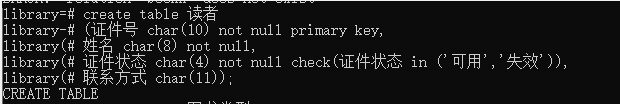 library=# create table 读者
library-# (证件号 char(10) not null primary key,
library(# 姓名 char(8) not null,
library(# 证件状态 char(4) not null check(证件状态 in ('可用','失效')),
library(# 联系方式 char(11));
CREATE TABLE